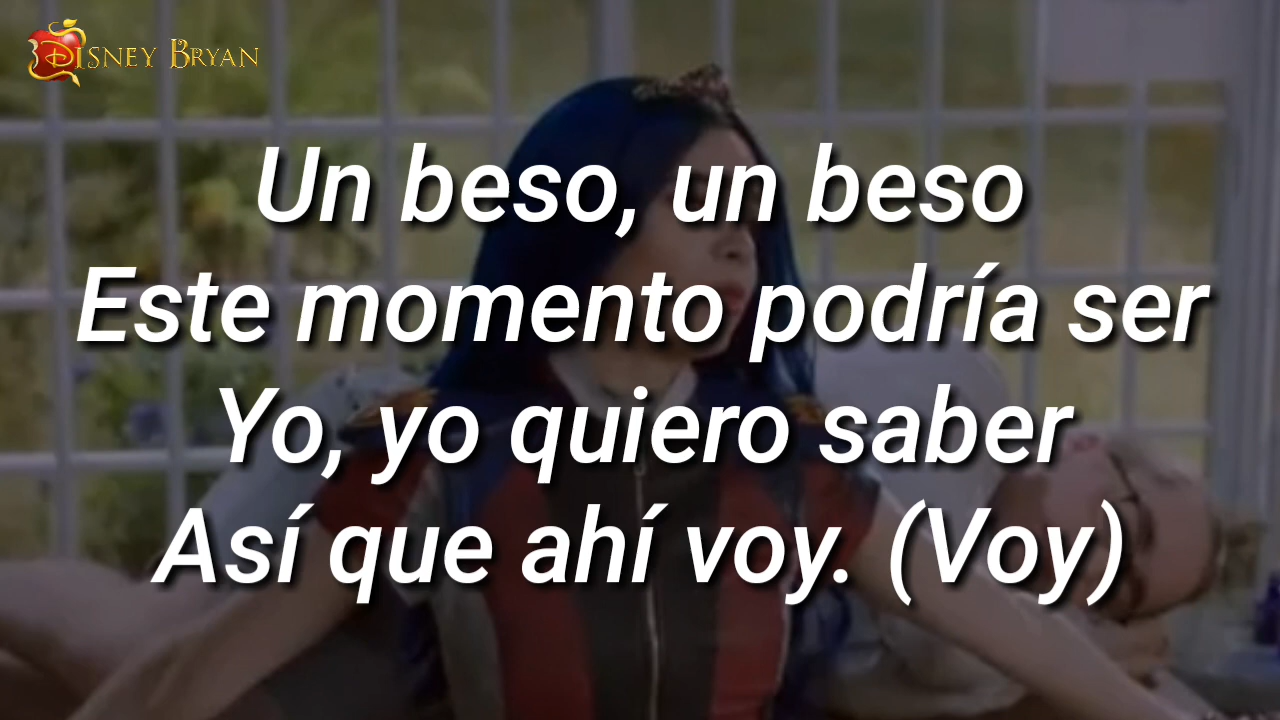 Disney Bryan
Un beso, un beso
Este momento podría ser
Yo, yo quiero saber
Así que ahí voy. (Voy)